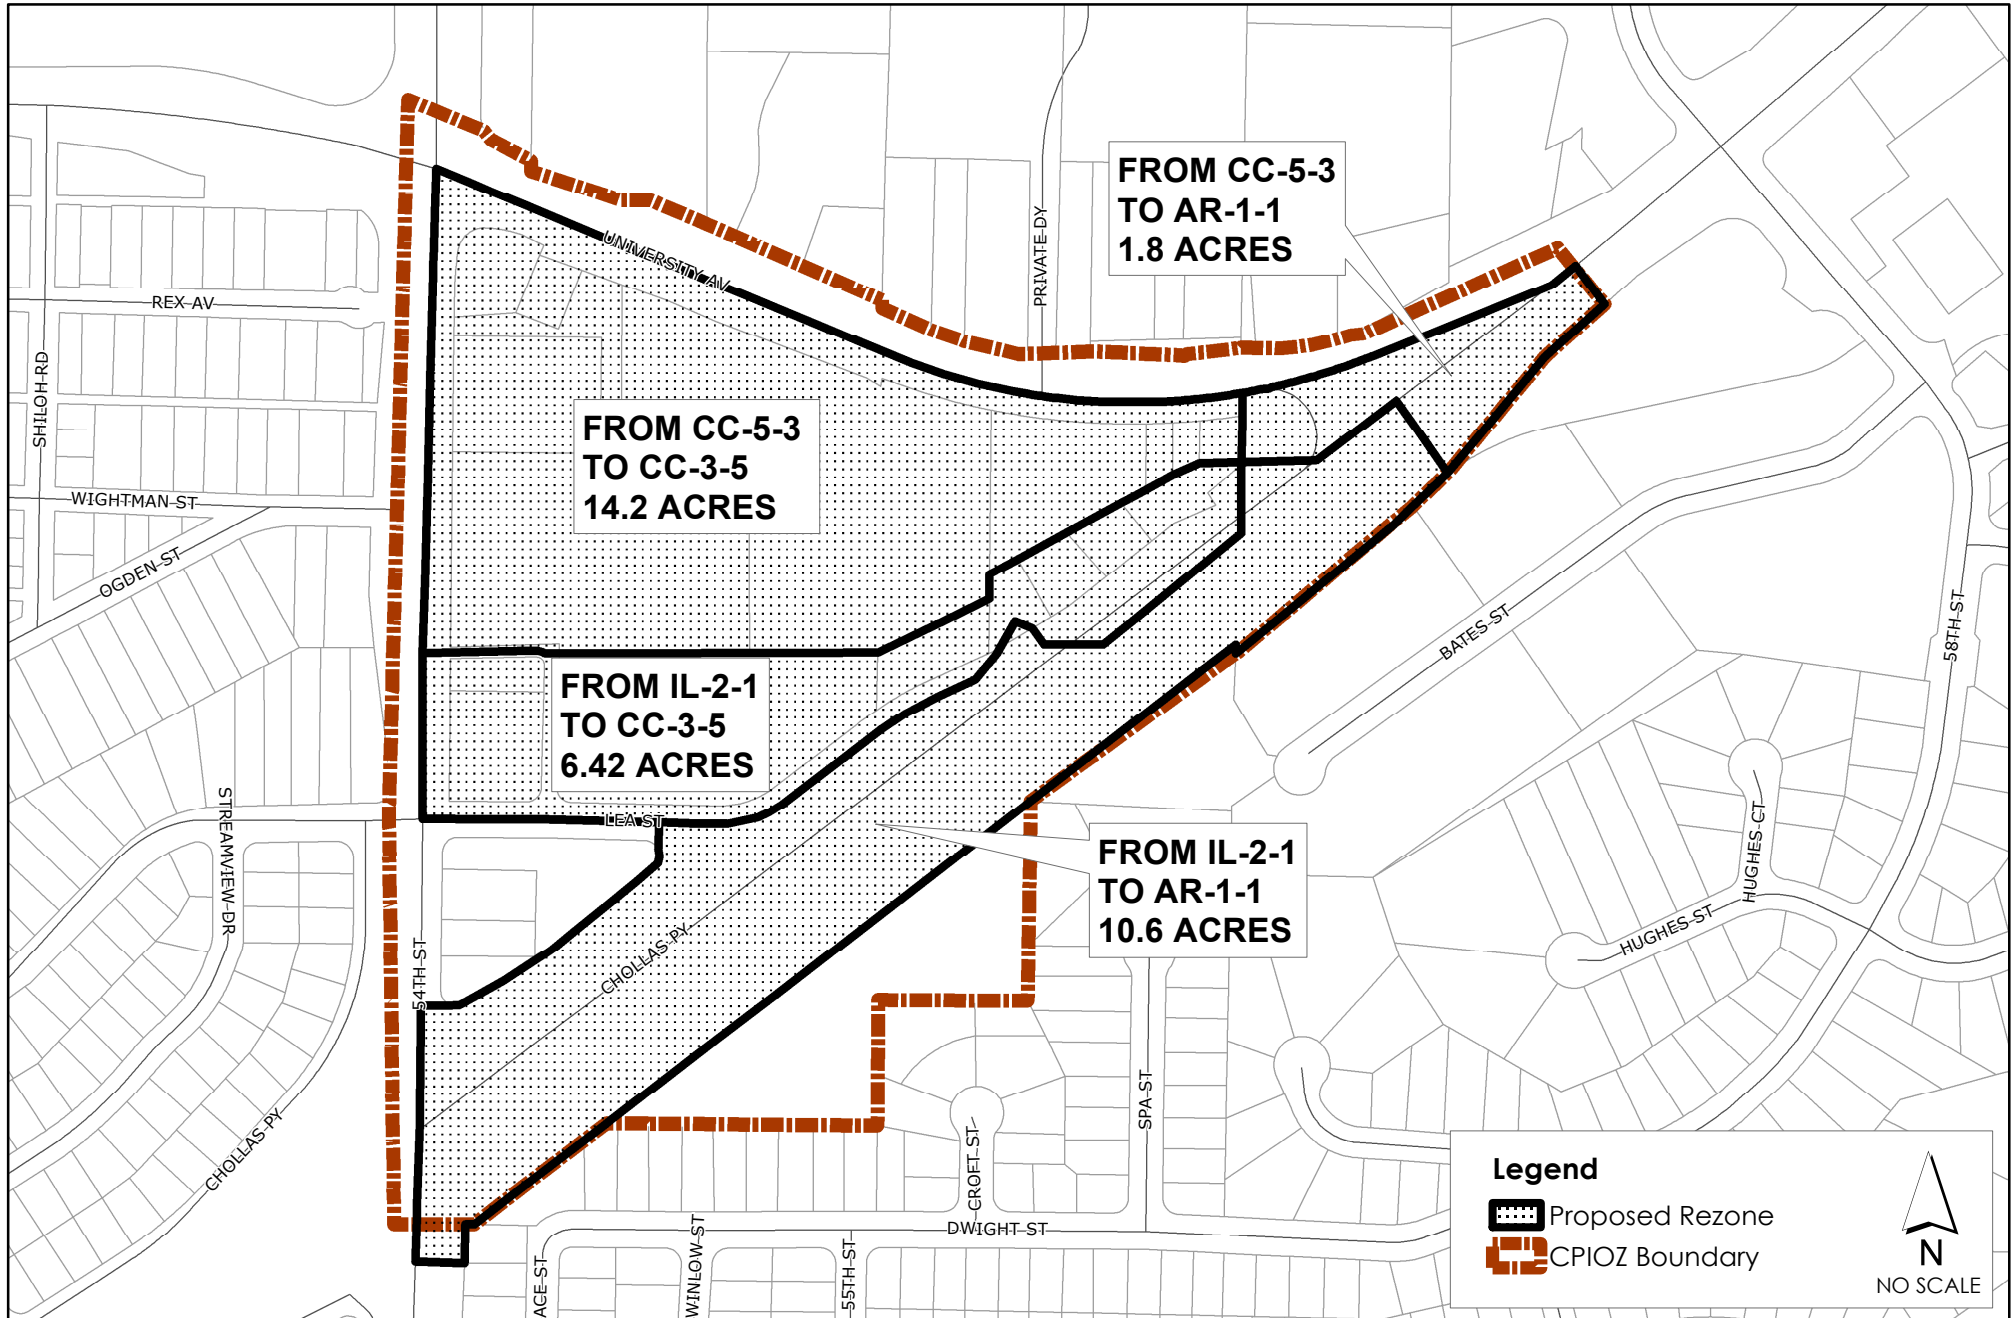 FROM CC-5-3
TO AR-1-1
1.8 ACRES
UNIVERSITY AV
PRIVATE DY
REX AV
SHILOH RD
FROM CC-5-3
TO CC-3-5
14.2 ACRES
WIGHTMAN ST
OGDEN ST
BATES ST
58TH ST
FROM IL-2-1
TO CC-3-5
6.42 ACRES
LEA ST
STREAMVIEW DR
HUGHES CT
FROM IL-2-1
TO AR-1-1
10.6 ACRES
HUGHES ST
54TH ST
CHOLLAS PY
CHOLLAS PY
SPA ST
CROFT ST
DWIGHT ST
ACE ST
WINLOW ST
55TH ST
Legend
Proposed Rezone
CPIOZ Boundary
N
NO SCALE